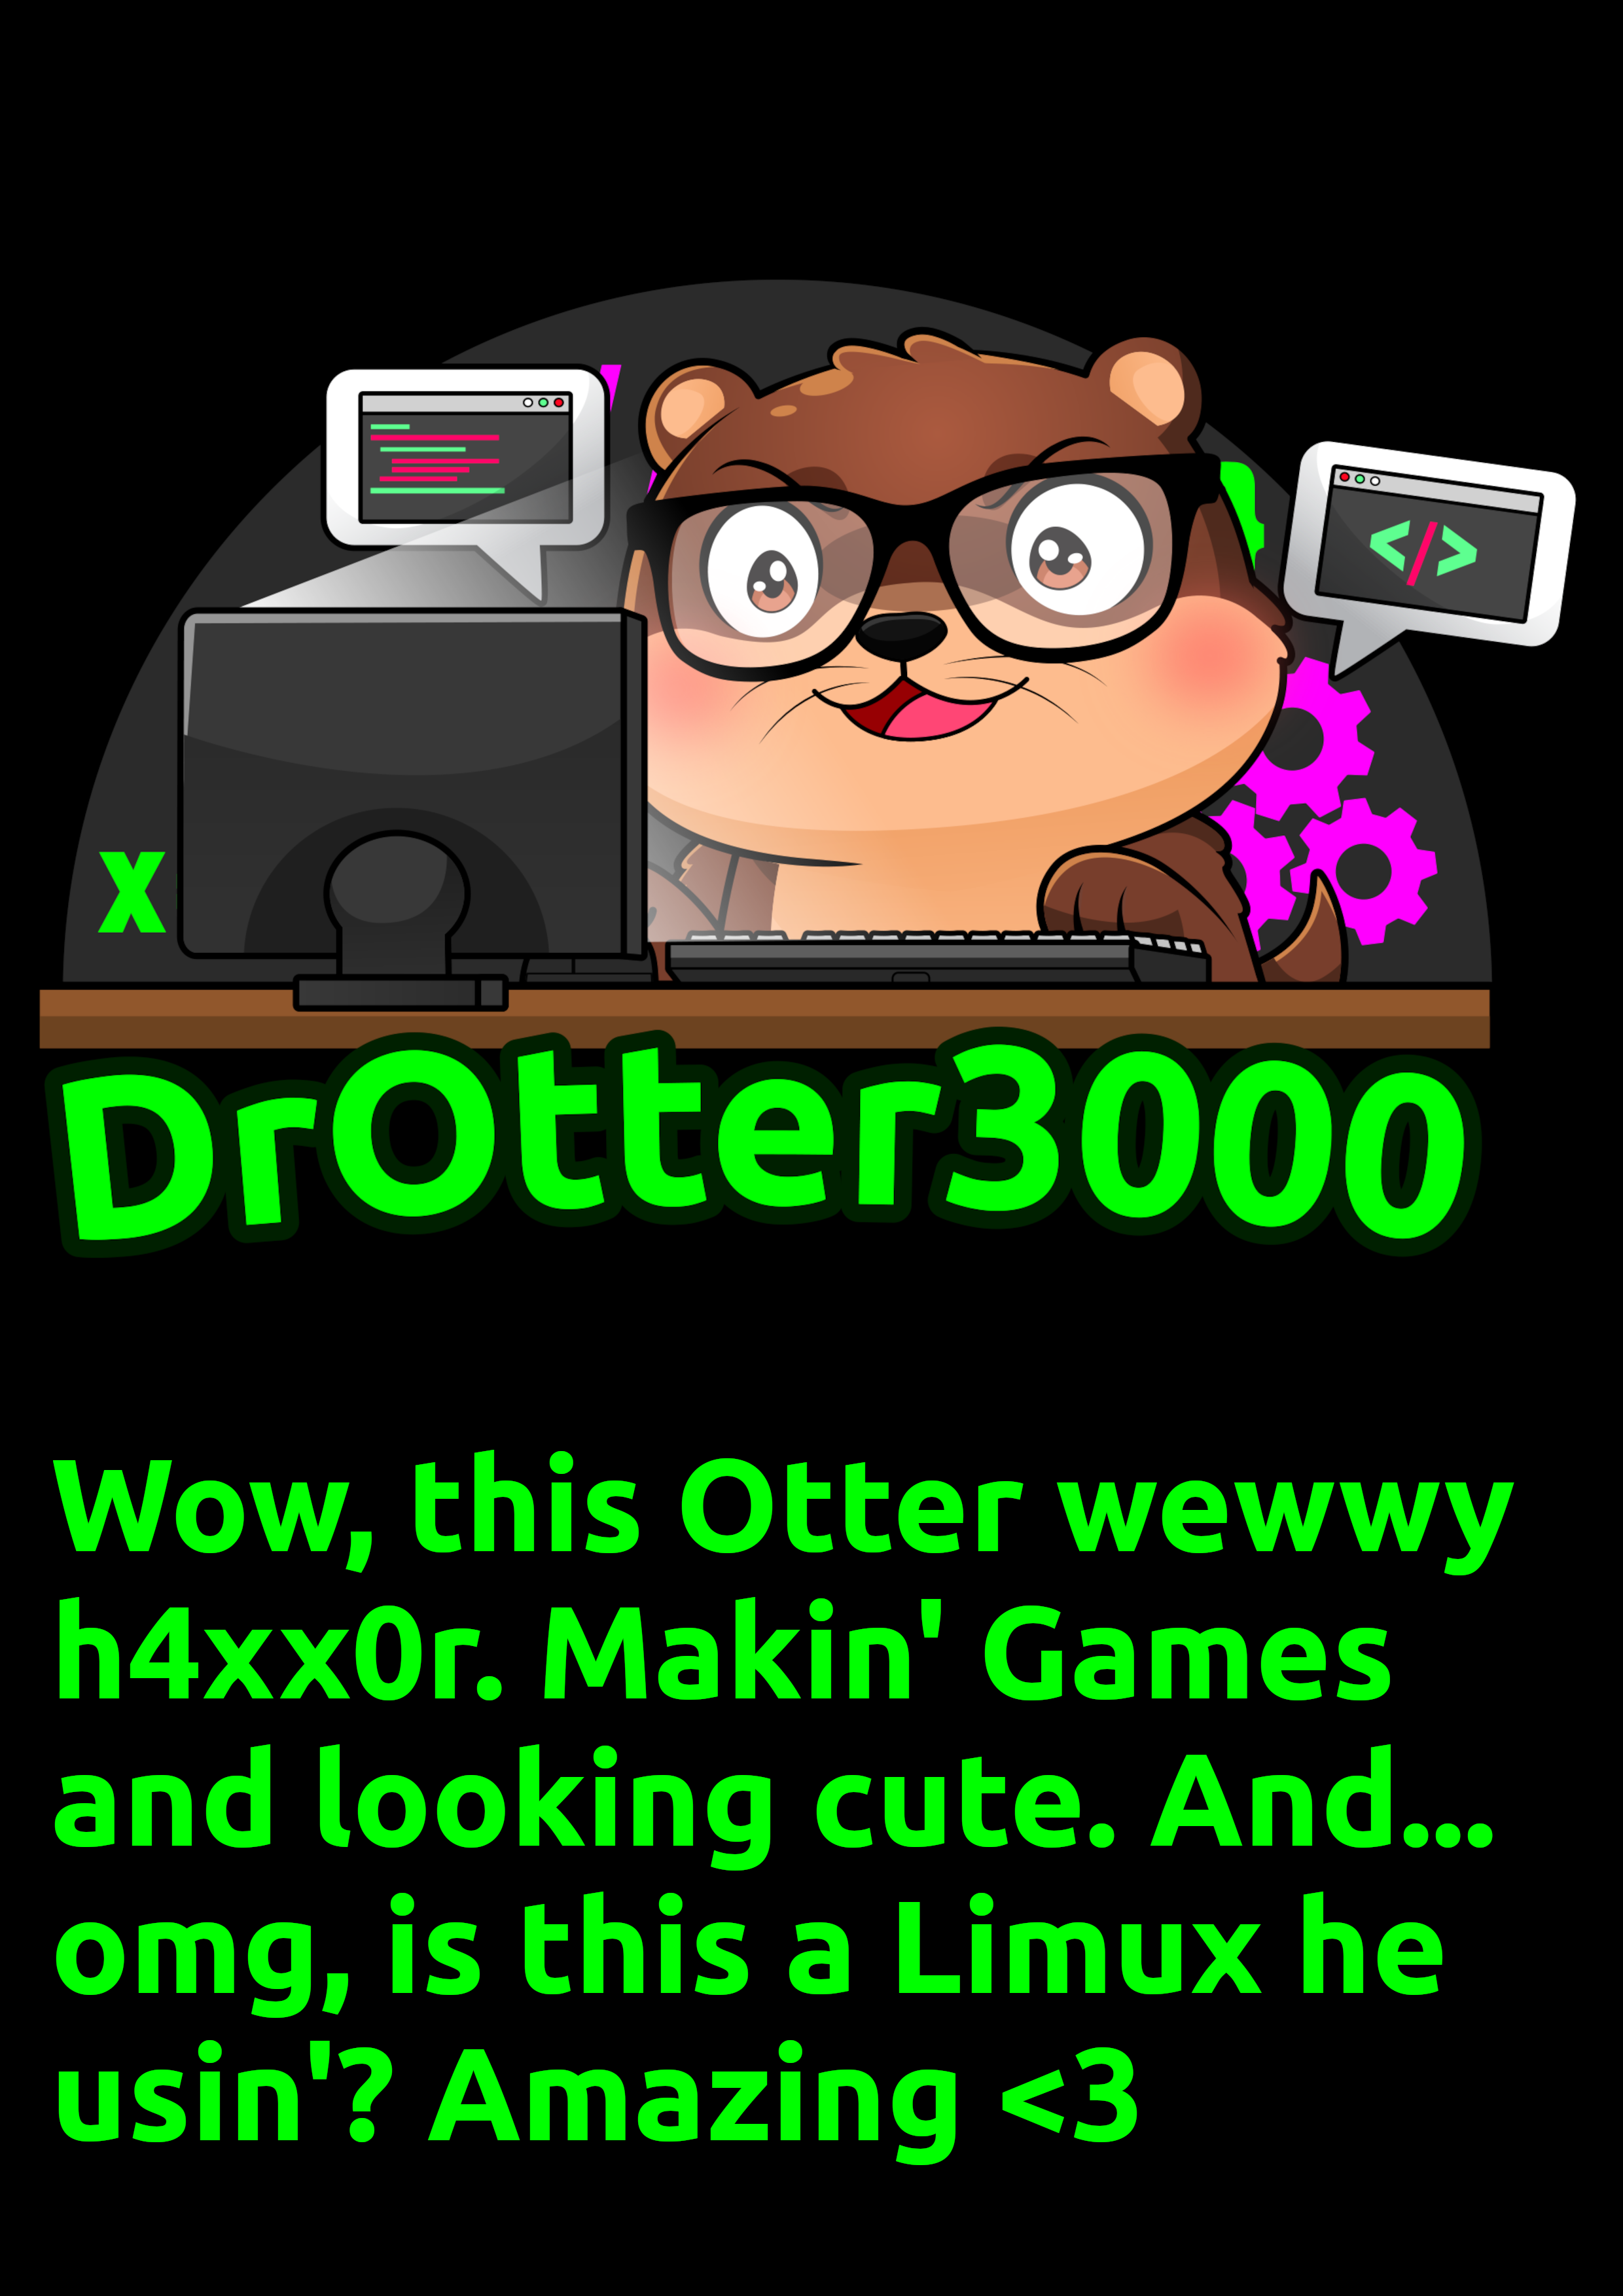 </>
X
DrOtter3000
Wow, this Otter wewwy
h4xx0r. Makin' Games
and looking cute. And...
omg, is this a Limux he
usin'? Amazing <3